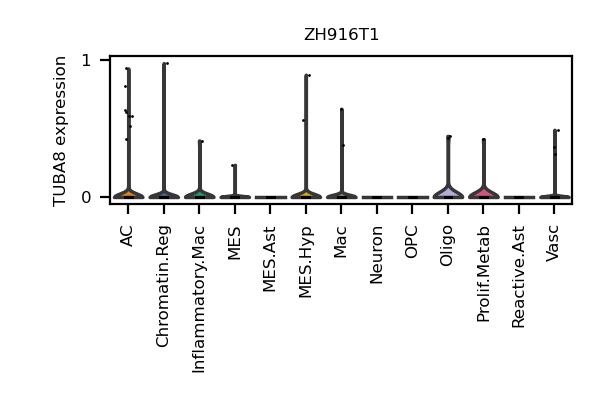 ZH916T1
TUBA8 expression
1
0
AC
Chromatin.Reg
Inflammatory.Mac
MES
MES.Ast
MES.Hyp
Mac
Neuron
OPC
Oligo
Prolif.Metab
Reactive.Ast
Vasc